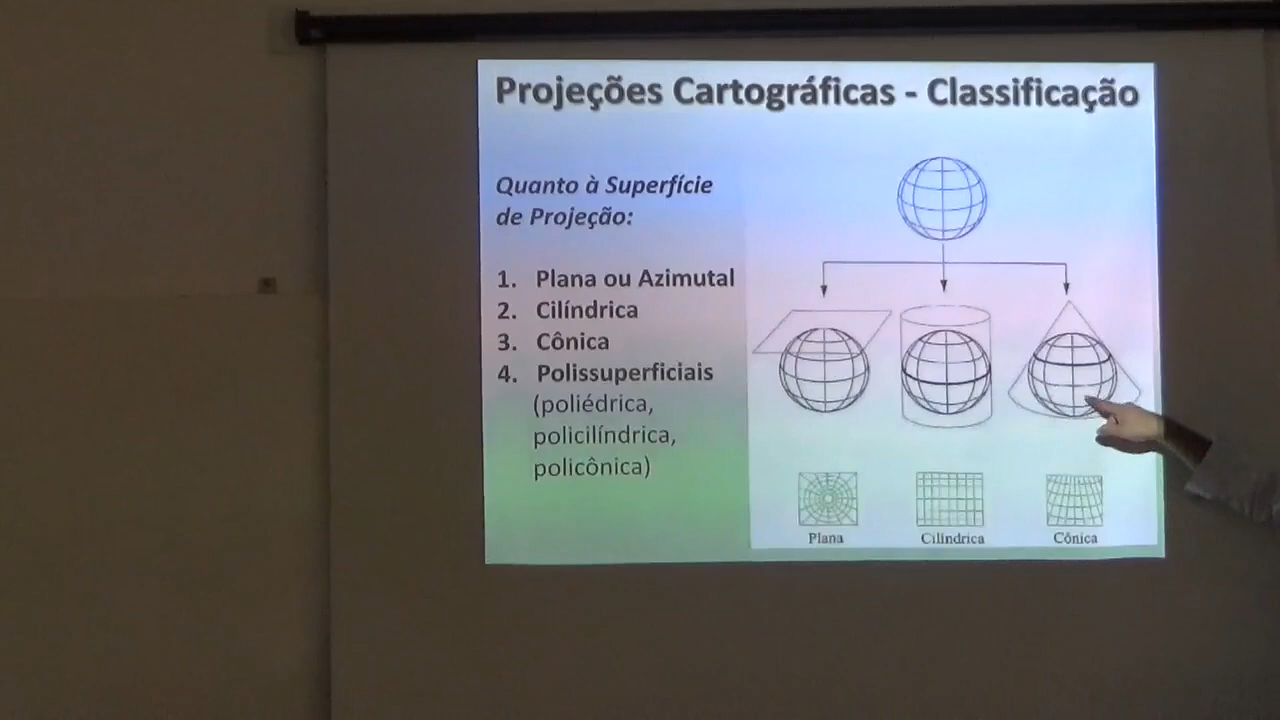 Projeções Cartográficas - Classificação
Quanto à Superfície
de Projeção:
1. Plana ou Azimutal
2. Cilíndrica
3. Cônica
4. Polissuperficiais
(poliédrica,
policilíndrica,
policônica)
Plana
Cilíndrica
Cônica